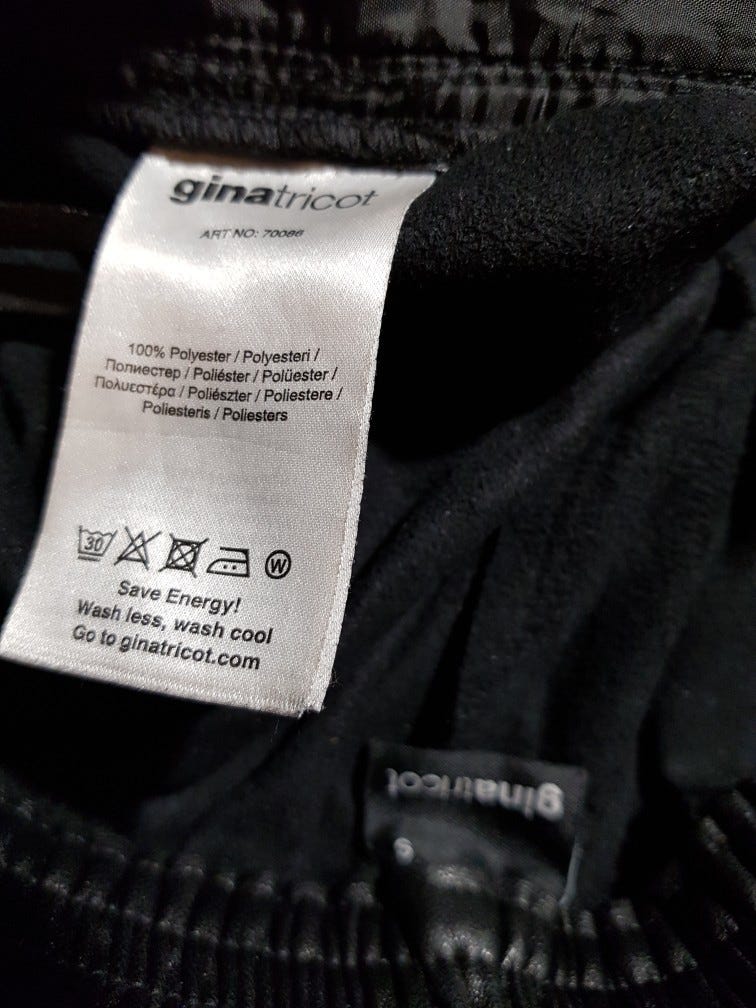 ginatricot
ART NO: 70086
100% Polyester / Polyesteri /
Полиестер / Poliéster / Polüester /
Πολυεστέρα / Poliészter / Poliestere /
Poliesteris / Poliesters
30 W
Save Energy!
Wash less, wash cool
Go to ginatricot.com
ginatricot
S